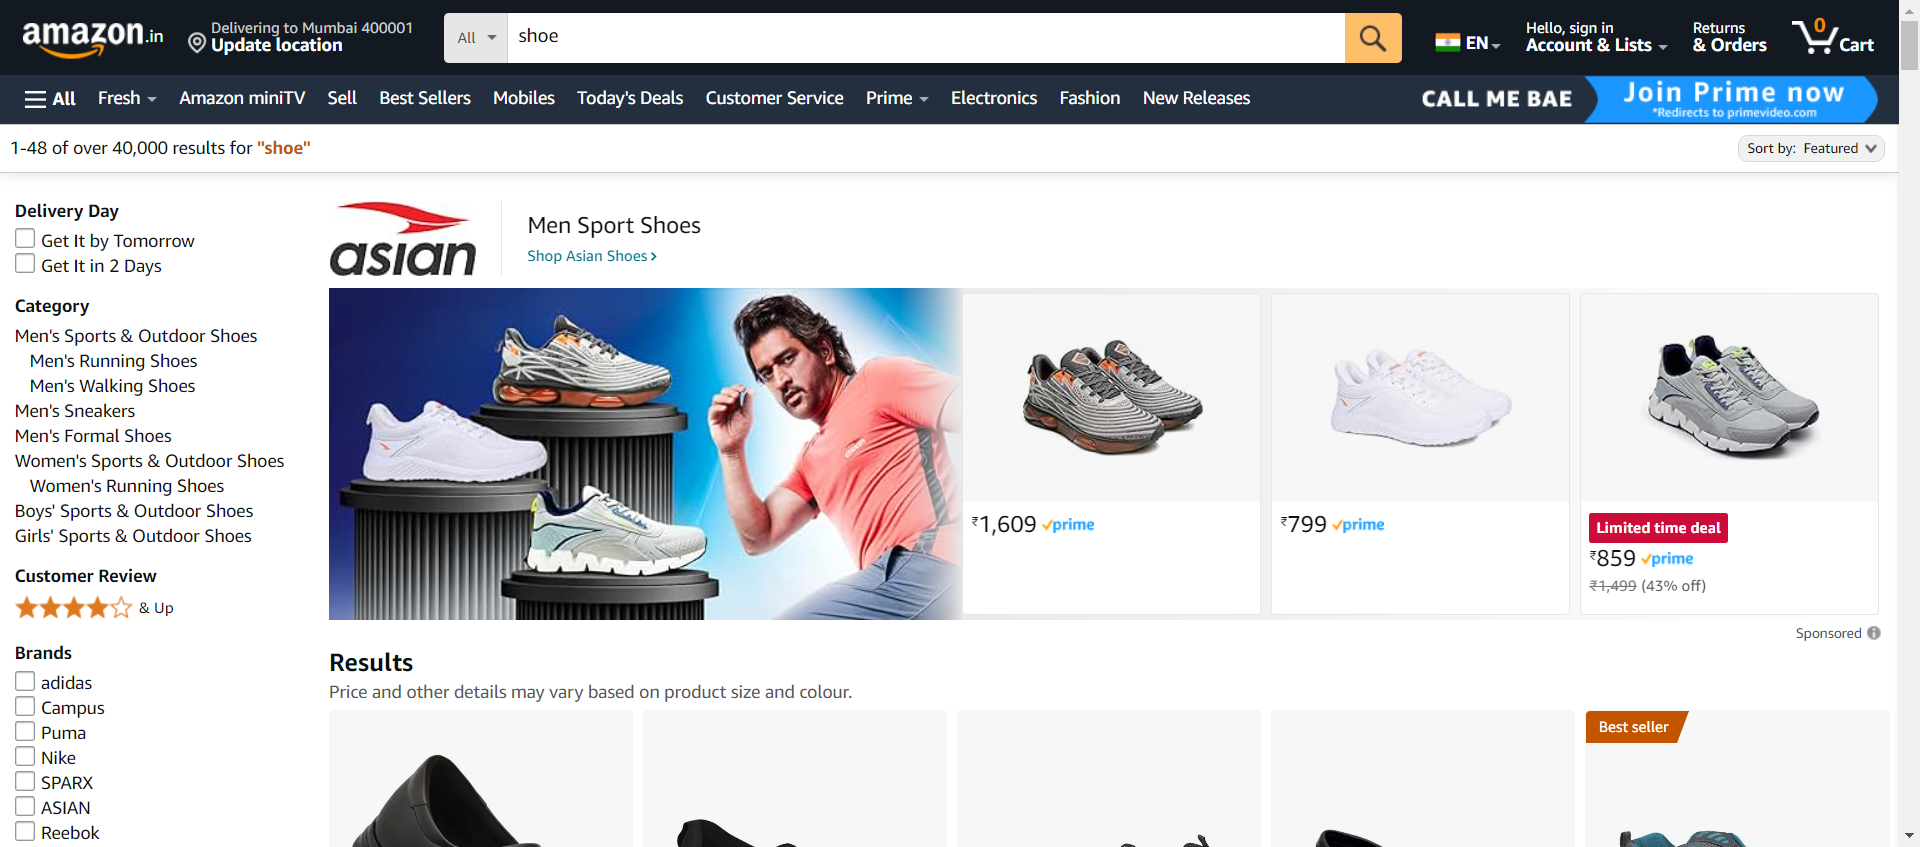 amazon.in
Delivering to Mumbai 400001
Update location
All
shoe
EN
Hello, sign in
Account & Lists
Returns
& Orders
0
Cart
All
Fresh
Amazon miniTV
Sell
Best Sellers
Mobiles
Today's Deals
Customer Service
Prime
Electronics
Fashion
New Releases
CALL ME BAE
Join Prime now
*Redirects to primevideo.com
1-48 of over 40,000 results for "shoe"
Sort by: Featured
Delivery Day
Get It by Tomorrow
Get It in 2 Days
Category
Men's Sports & Outdoor Shoes
Men's Running Shoes
Men's Walking Shoes
Men's Sneakers
Men's Formal Shoes
Women's Sports & Outdoor Shoes
Women's Running Shoes
Boys' Sports & Outdoor Shoes
Girls' Sports & Outdoor Shoes
Customer Review
& Up
Brands
adidas
Campus
Puma
Nike
SPARX
ASIAN
Reebok
asian
Men Sport Shoes
Shop Asian Shoes ›
asian
₹1,609 prime
₹799 prime
Limited time deal
₹859 prime
₹1,499 (43% off)
Sponsored
Results
Price and other details may vary based on product size and colour.
Best seller